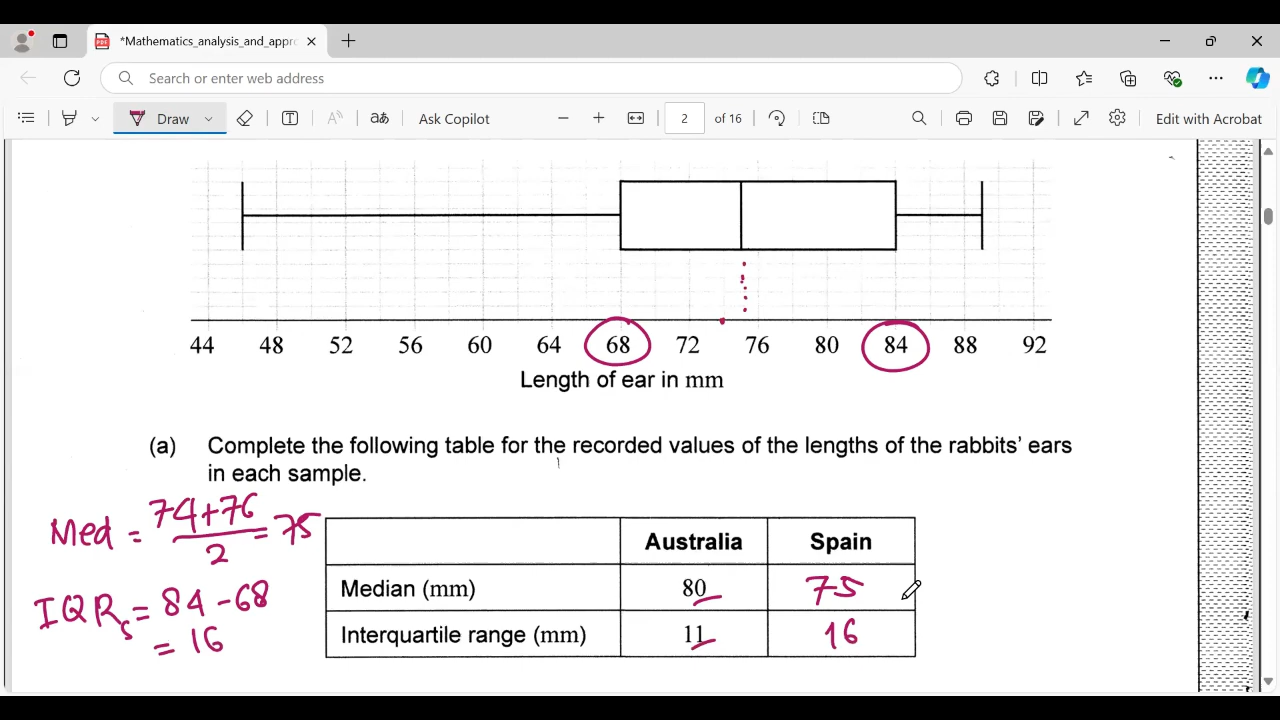 *Mathematics_analysis_and_appro
Search or enter web address
Draw
aあ
Ask Copilot
2
of 16
Edit with Acrobat
44 48 52 56 60 64 68 72 76 80 84 88 92
Length of ear in mm
(a) Complete the following table for the recorded values of the lengths of the rabbits' ears
in each sample.
Med = 74+76 / 2 = 75
IQR s = 84 - 68
= 16
Australia Spain
Median (mm) 80 75
Interquartile range (mm) 11 16